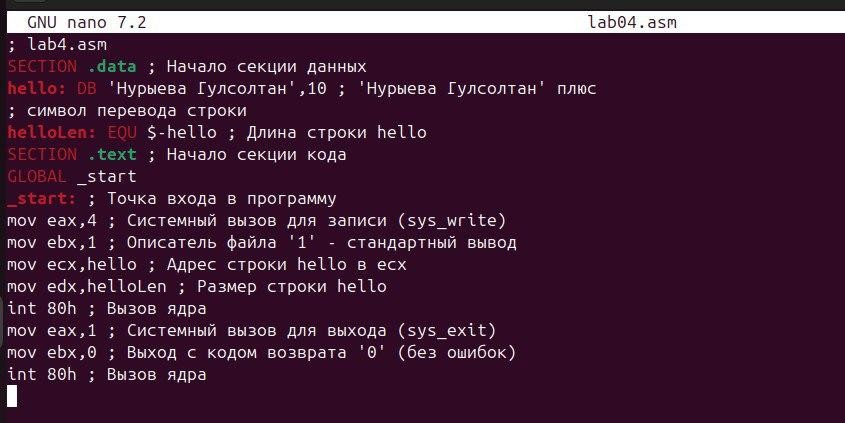 GNU nano 7.2 lab04.asm
; lab4.asm
SECTION .data ; Начало секции данных
hello: DB 'Нурыева Гулсолтан',10 ; 'Нурыева Гулсолтан' плюс
; символ перевода строки
helloLen: EQU $-hello ; Длина строки hello
SECTION .text ; Начало секции кода
GLOBAL _start
_start: ; Точка входа в программу
mov eax,4 ; Системный вызов для записи (sys_write)
mov ebx,1 ; Описатель файла '1' - стандартный вывод
mov ecx,hello ; Адрес строки hello в ecx
mov edx,helloLen ; Размер строки hello
int 80h ; Вызов ядра
mov eax,1 ; Системный вызов для выхода (sys_exit)
mov ebx,0 ; Выход с кодом возврата '0' (без ошибок)
int 80h ; Вызов ядра